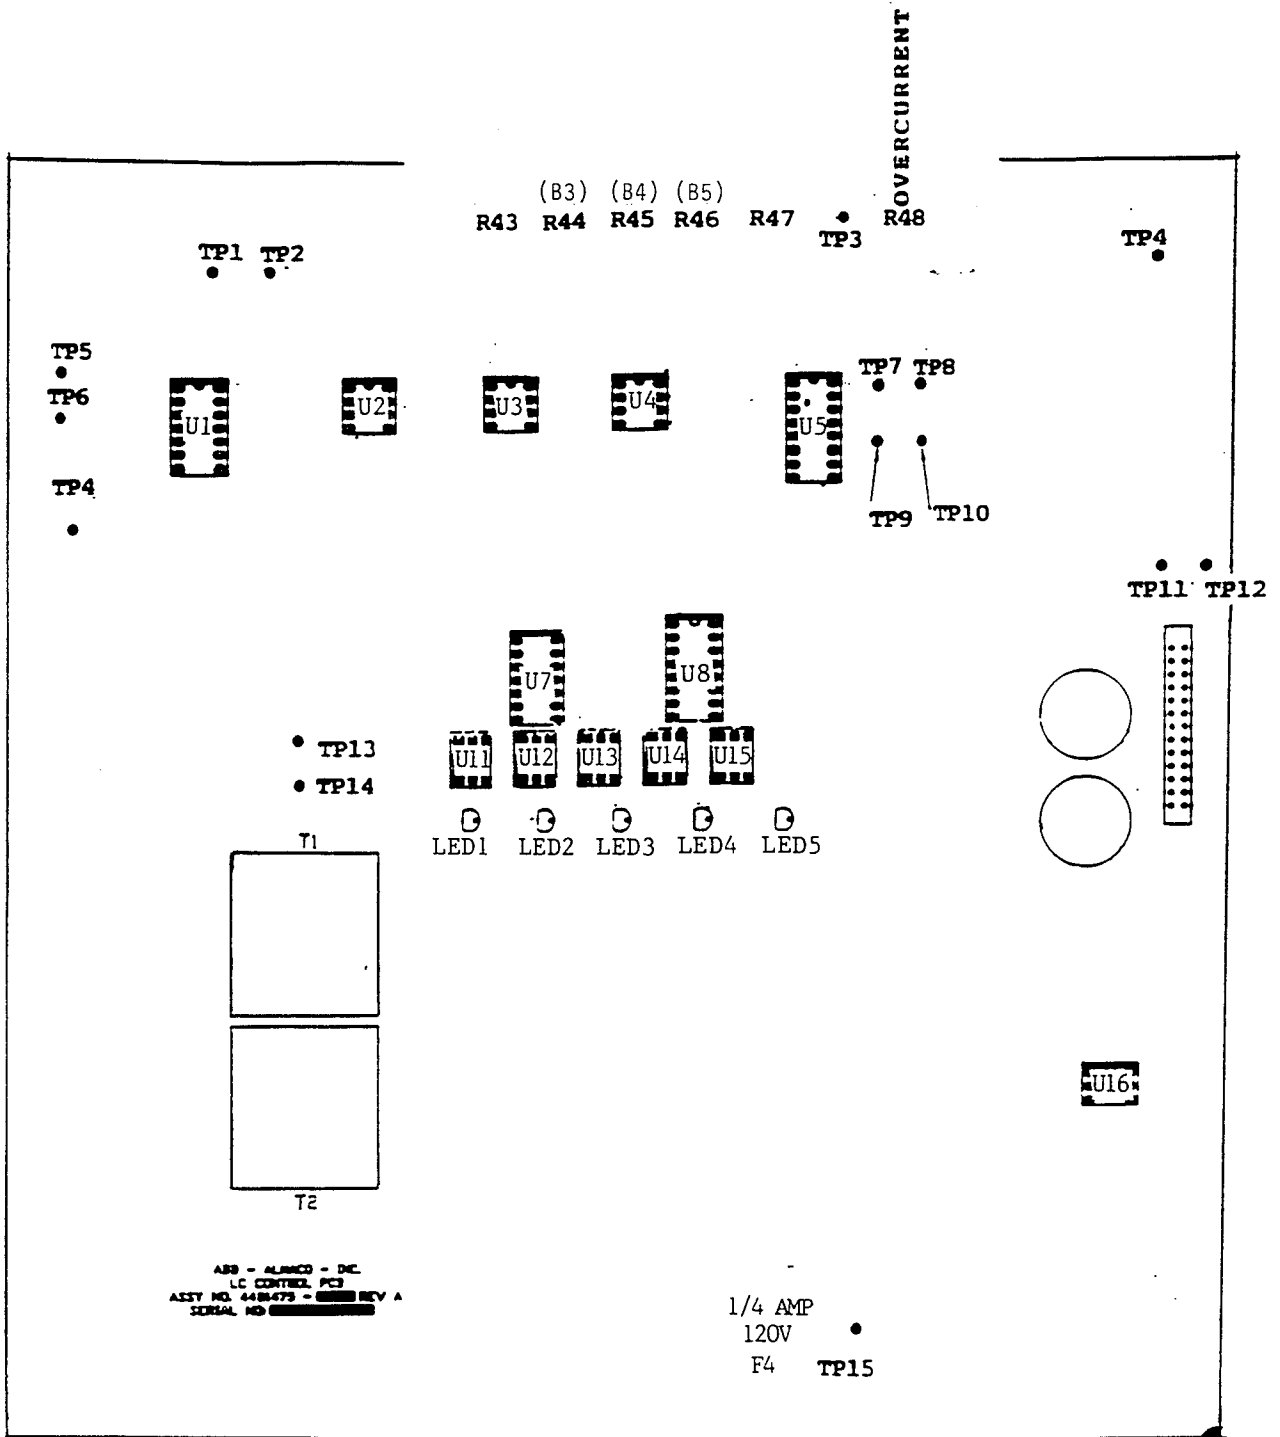 OVERCURRENT
(B3) (B4) (B5)
R43 R44 R45 R46 R47 R48
TP3
TP1 TP2
TP4
TP5
TP6
U1
U2
U3
U4
U5
TP7 TP8
TP4
TP9 TP10
TP11 TP12
U7
U8
TP13
TP14
U11 U12 U13 U14 U15
LED1 LED2 LED3 LED4 LED5
T1
U16
T2
LC CONTROL PCB
ASSY NO. REV A
SERIAL NO
1/4 AMP
120V
F4 TP15